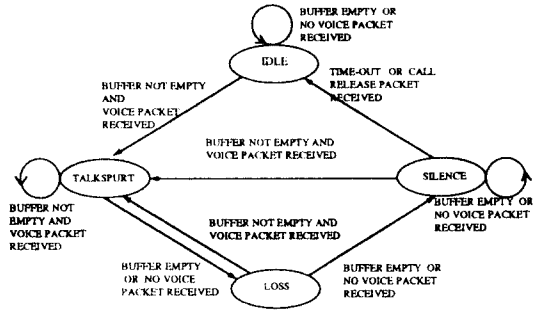 BUFFER EMPTY OR
NO VOICE PACKET
RECEIVED
IDLE
TIME-OUT OR CALL
RELEASE PACKET
RECEIVED
BUFFER NOT EMPTY
AND
VOICE PACKET
RECEIVED
BUFFER NOT EMPTY AND
VOICE PACKET RECEIVED
TALKSPURT
SILENCE
BUFFER NOT
EMPTY AND
VOICE PACKET
RECEIVED
BUFFER EMPTY OR
NO VOICE PACKET
RECEIVED
BUFFER NOT EMPTY AND
VOICE PACKET RECEIVED
BUFFER EMPTY
OR NO VOICE
PACKET RECEIVED
LOSS
BUFFER EMPTY OR
NO VOICE PACKET
RECEIVED